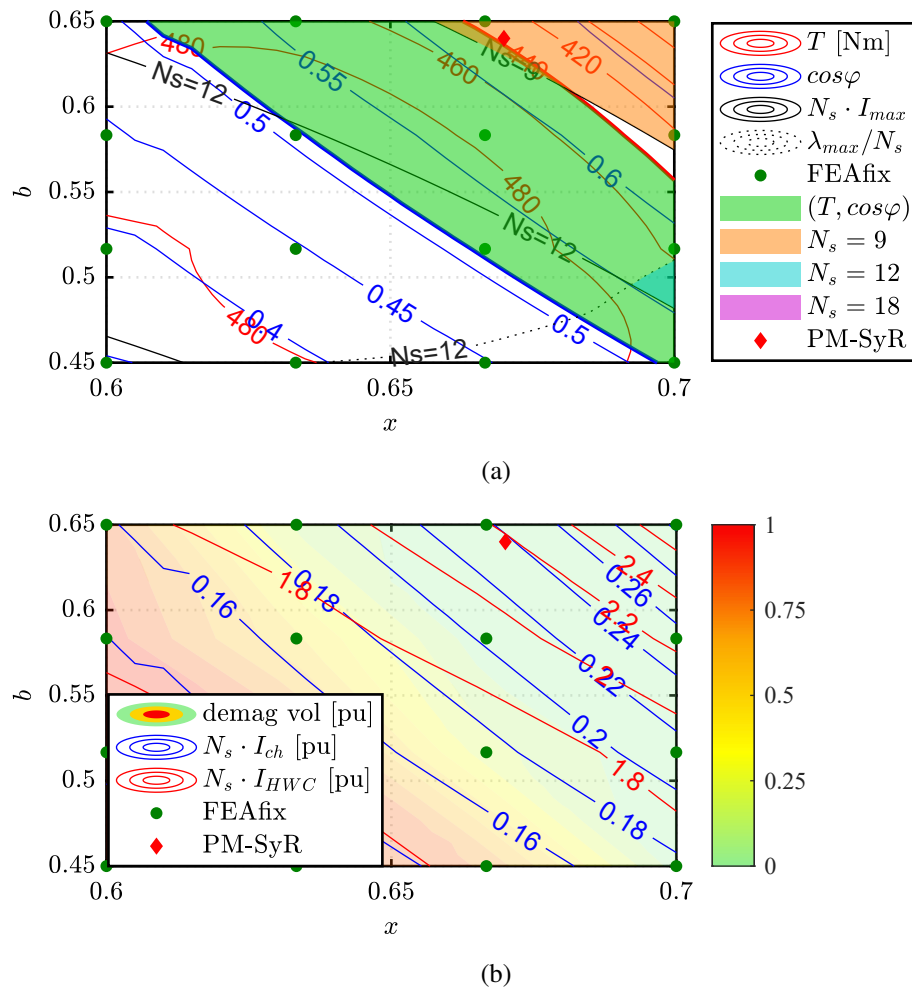 0.65
0.6
0.55
0.5
0.45
b
0.6
0.65
0.7
x
480
Ns=12
0.55
0.5
460
440
Ns=9
420
0.6
480
Ns=12
0.5
0.45
0.4
480
Ns=12
T [Nm]
cosφ
N_s · I_max
λ_max/N_s
FEAfix
(T, cosφ)
N_s = 9
N_s = 12
N_s = 18
PM-SyR
(a)
0.65
0.6
0.55
0.5
0.45
b
0.6
0.65
0.7
x
0.16
1.8
0.18
2.4
0.26
2.2
0.24
2
0.22
0.2
1.8
0.18
0.16
demag vol [pu]
N_s · I_ch [pu]
N_s · I_HWC [pu]
FEAfix
PM-SyR
1
0.75
0.5
0.25
0
(b)